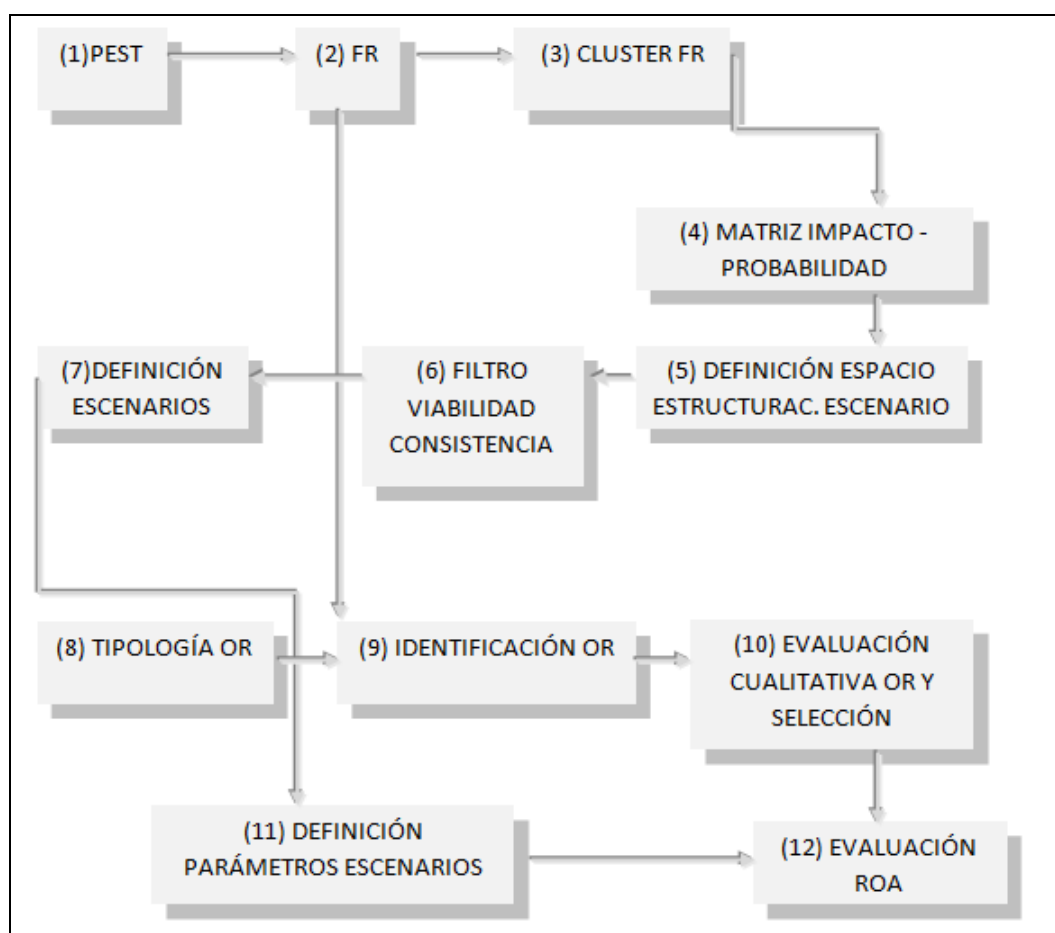 (1)PEST
(2) FR
(3) CLUSTER FR
(4) MATRIZ IMPACTO -
PROBABILIDAD
(5) DEFINICIÓN ESPACIO
ESTRUCTURAC. ESCENARIO
(6) FILTRO
VIABILIDAD
CONSISTENCIA
(7)DEFINICIÓN
ESCENARIOS
(8) TIPOLOGÍA OR
(9) IDENTIFICACIÓN OR
(10) EVALUACIÓN
CUALITATIVA OR Y
SELECCIÓN
(11) DEFINICIÓN
PARÁMETROS ESCENARIOS
(12) EVALUACIÓN
ROA